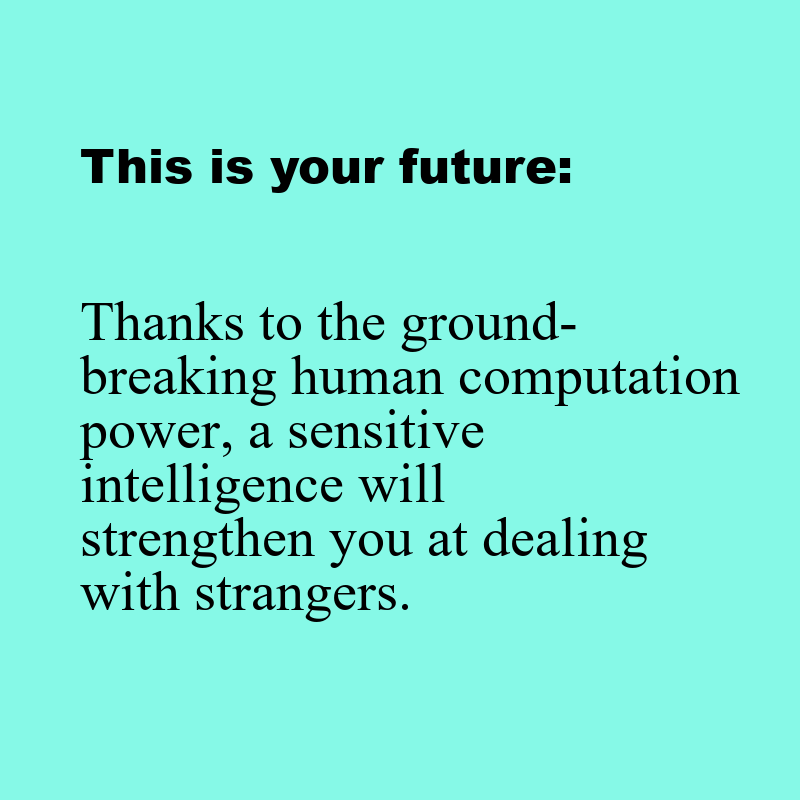 This is your future:
Thanks to the ground-
breaking human computation
power, a sensitive
intelligence will
strengthen you at dealing
with strangers.